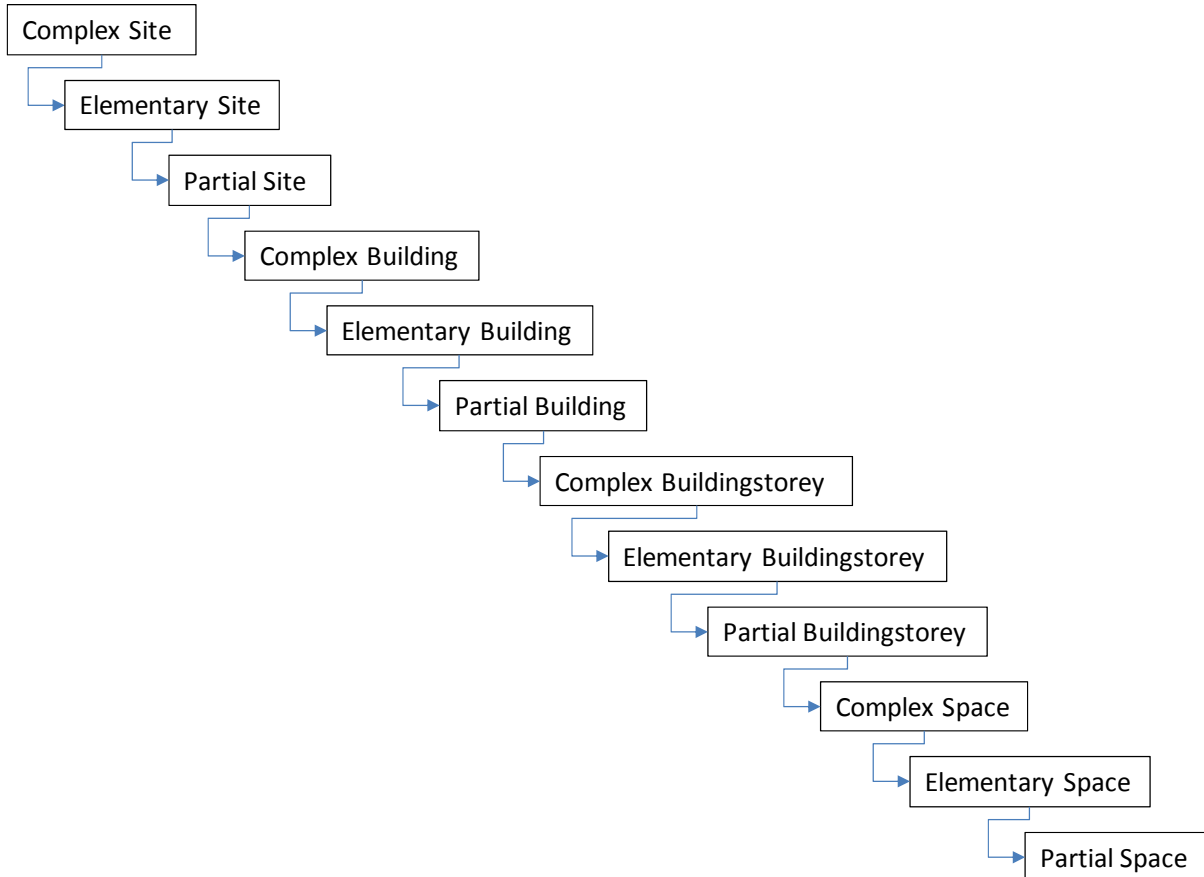 Complex Site
Elementary Site
Partial Site
Complex Building
Elementary Building
Partial Building
Complex Buildingstorey
Elementary Buildingstorey
Partial Buildingstorey
Complex Space
Elementary Space
Partial Space